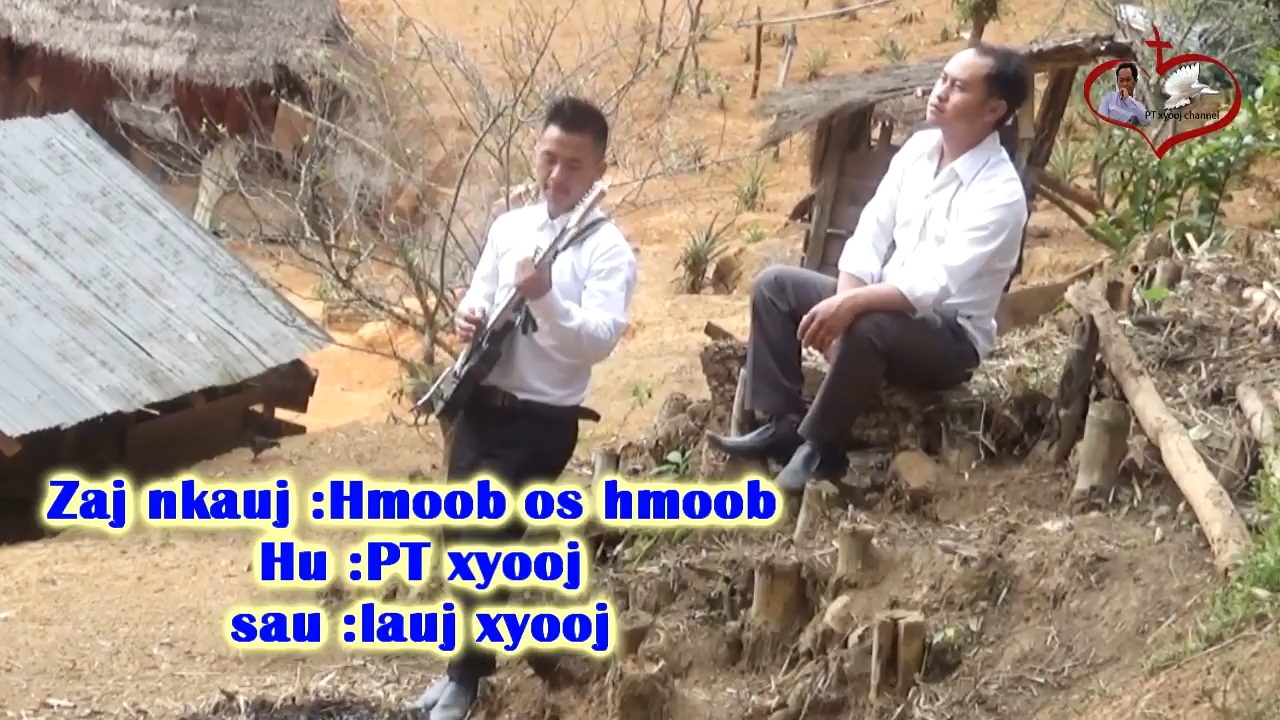 PT xyooj channel
Zaj nkauj :Hmoob os hmoob
Hu :PT xyooj
sau :lauj xyooj